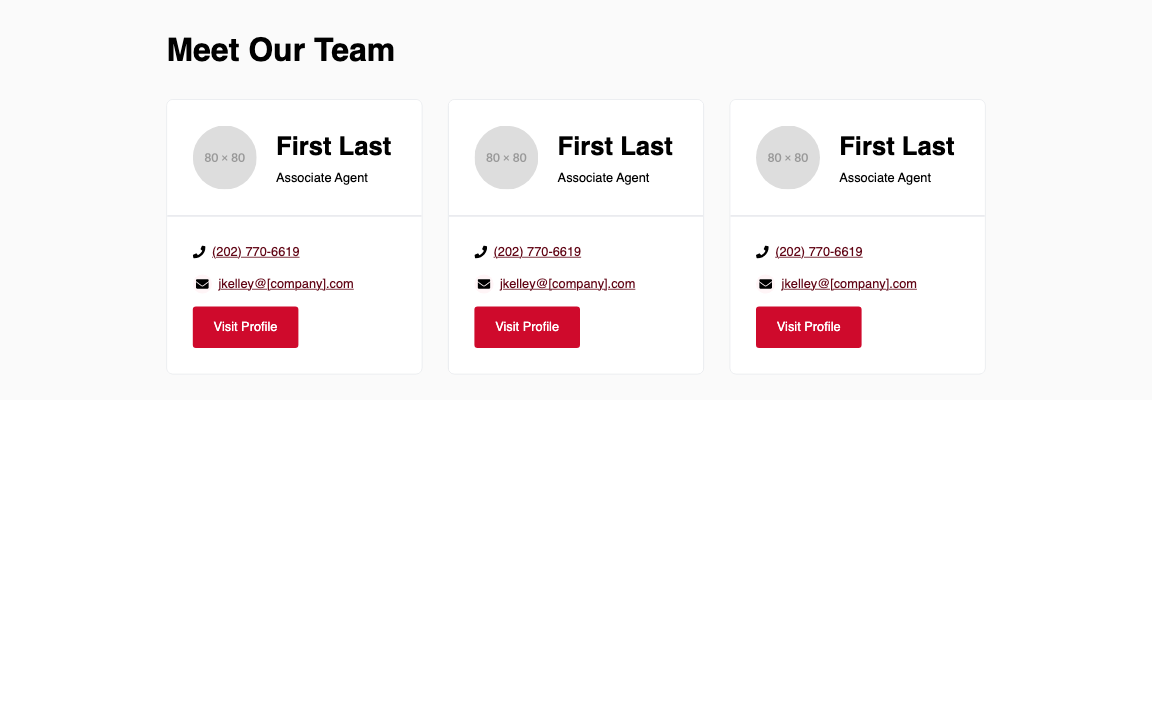 Meet Our Team
80 × 80
First Last
Associate Agent
(202) 770-6619
jkelley@[company].com
Visit Profile
80 × 80
First Last
Associate Agent
(202) 770-6619
jkelley@[company].com
Visit Profile
80 × 80
First Last
Associate Agent
(202) 770-6619
jkelley@[company].com
Visit Profile